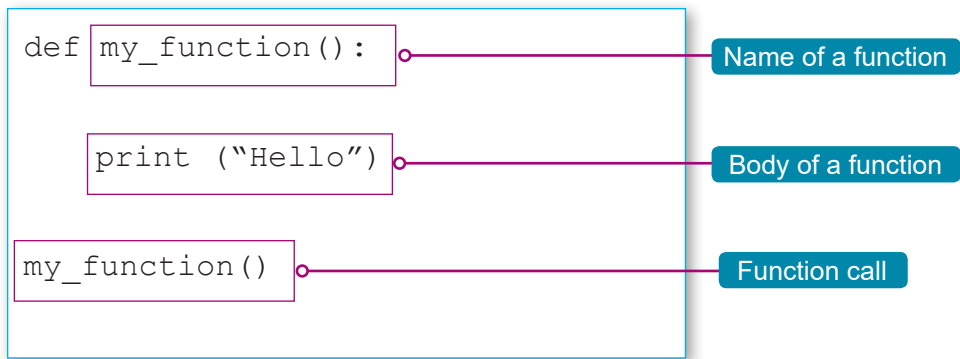 def my_function():
Name of a function
print (“Hello”)
Body of a function
my_function()
Function call